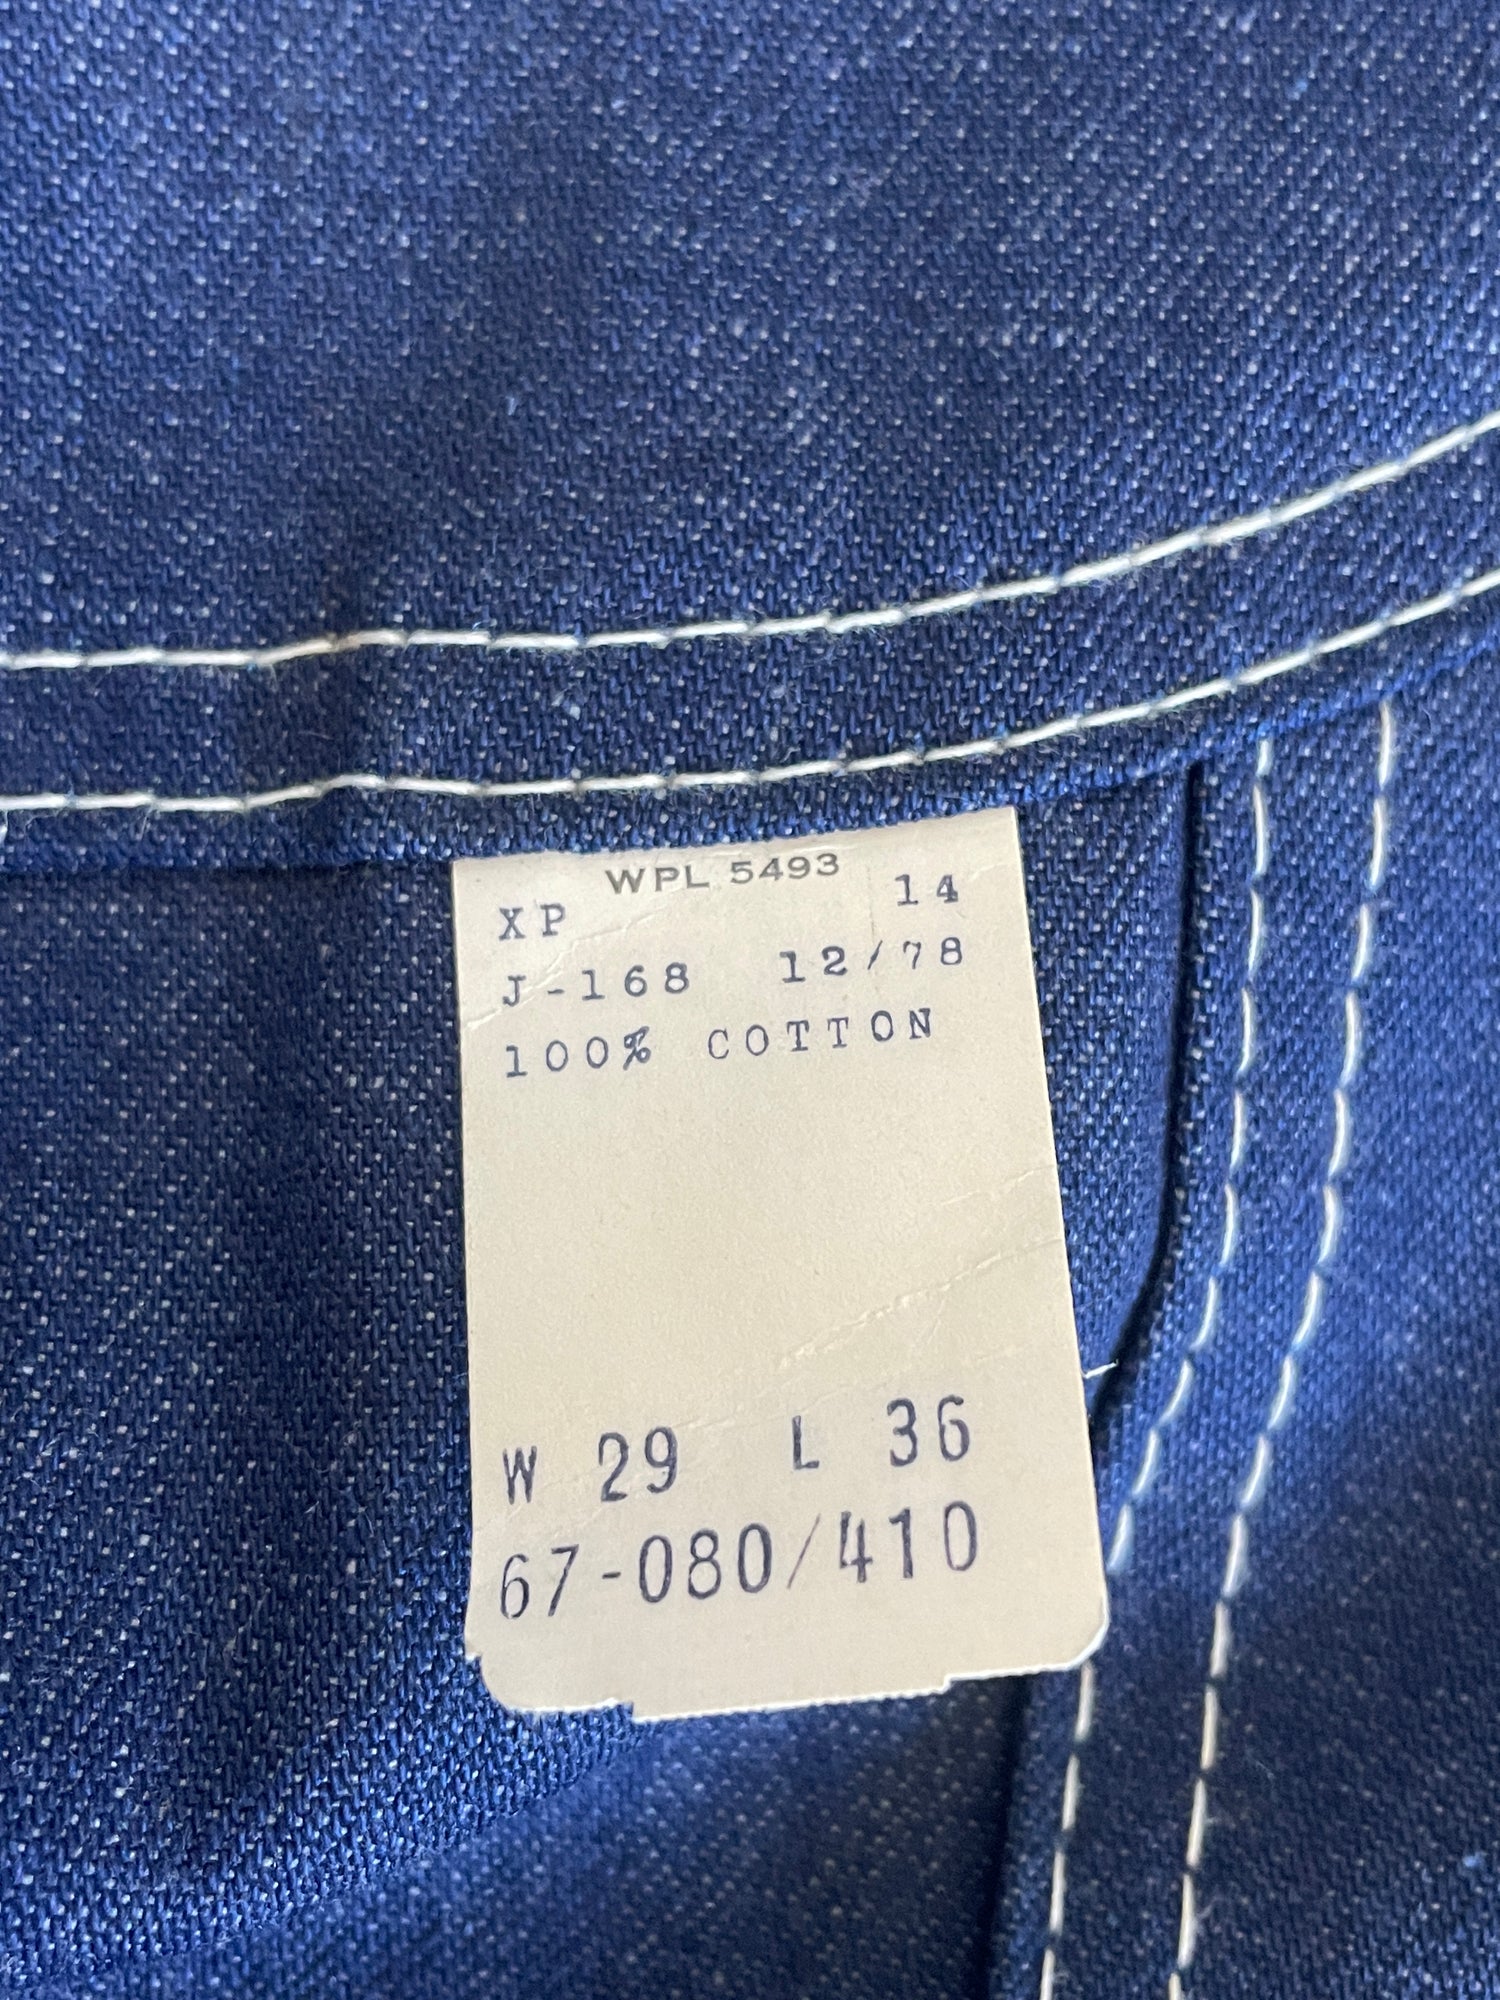 WPL 5493
XP 14
J-168 12/78
100% COTTON
W 29 L 36
67-080/410